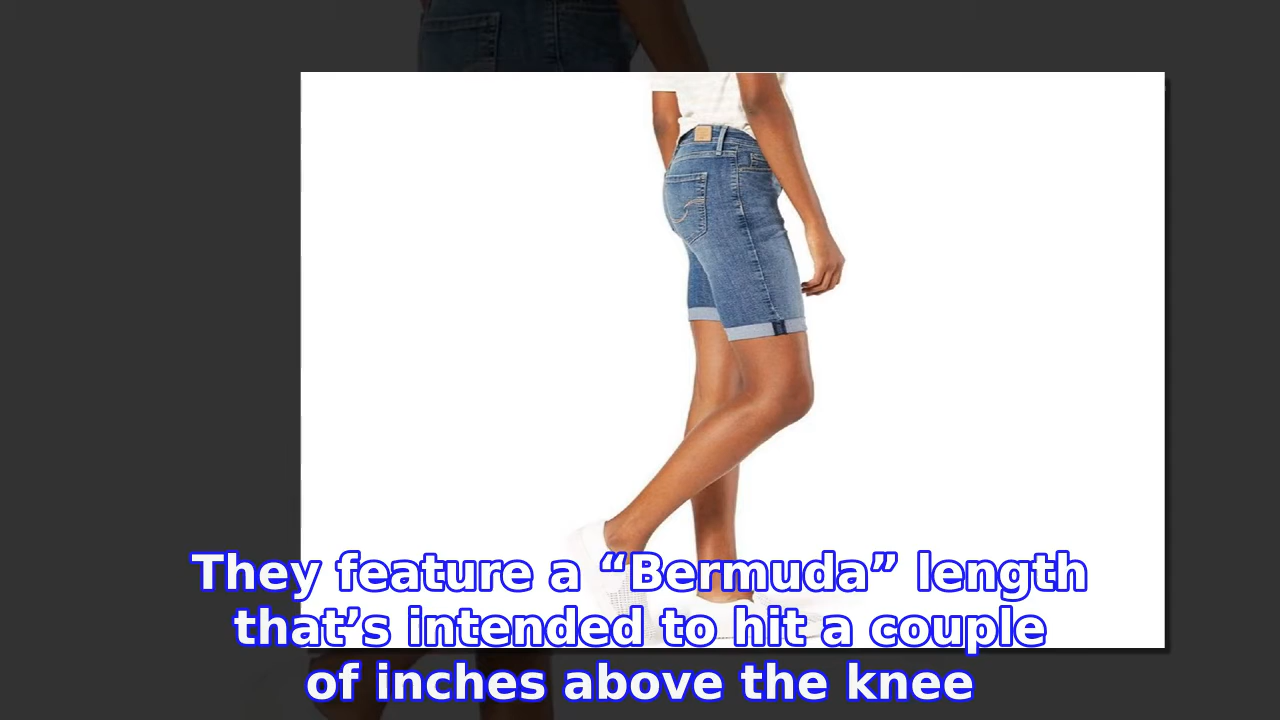 They feature a “Bermuda” length
that’s intended to hit a couple
of inches above the knee